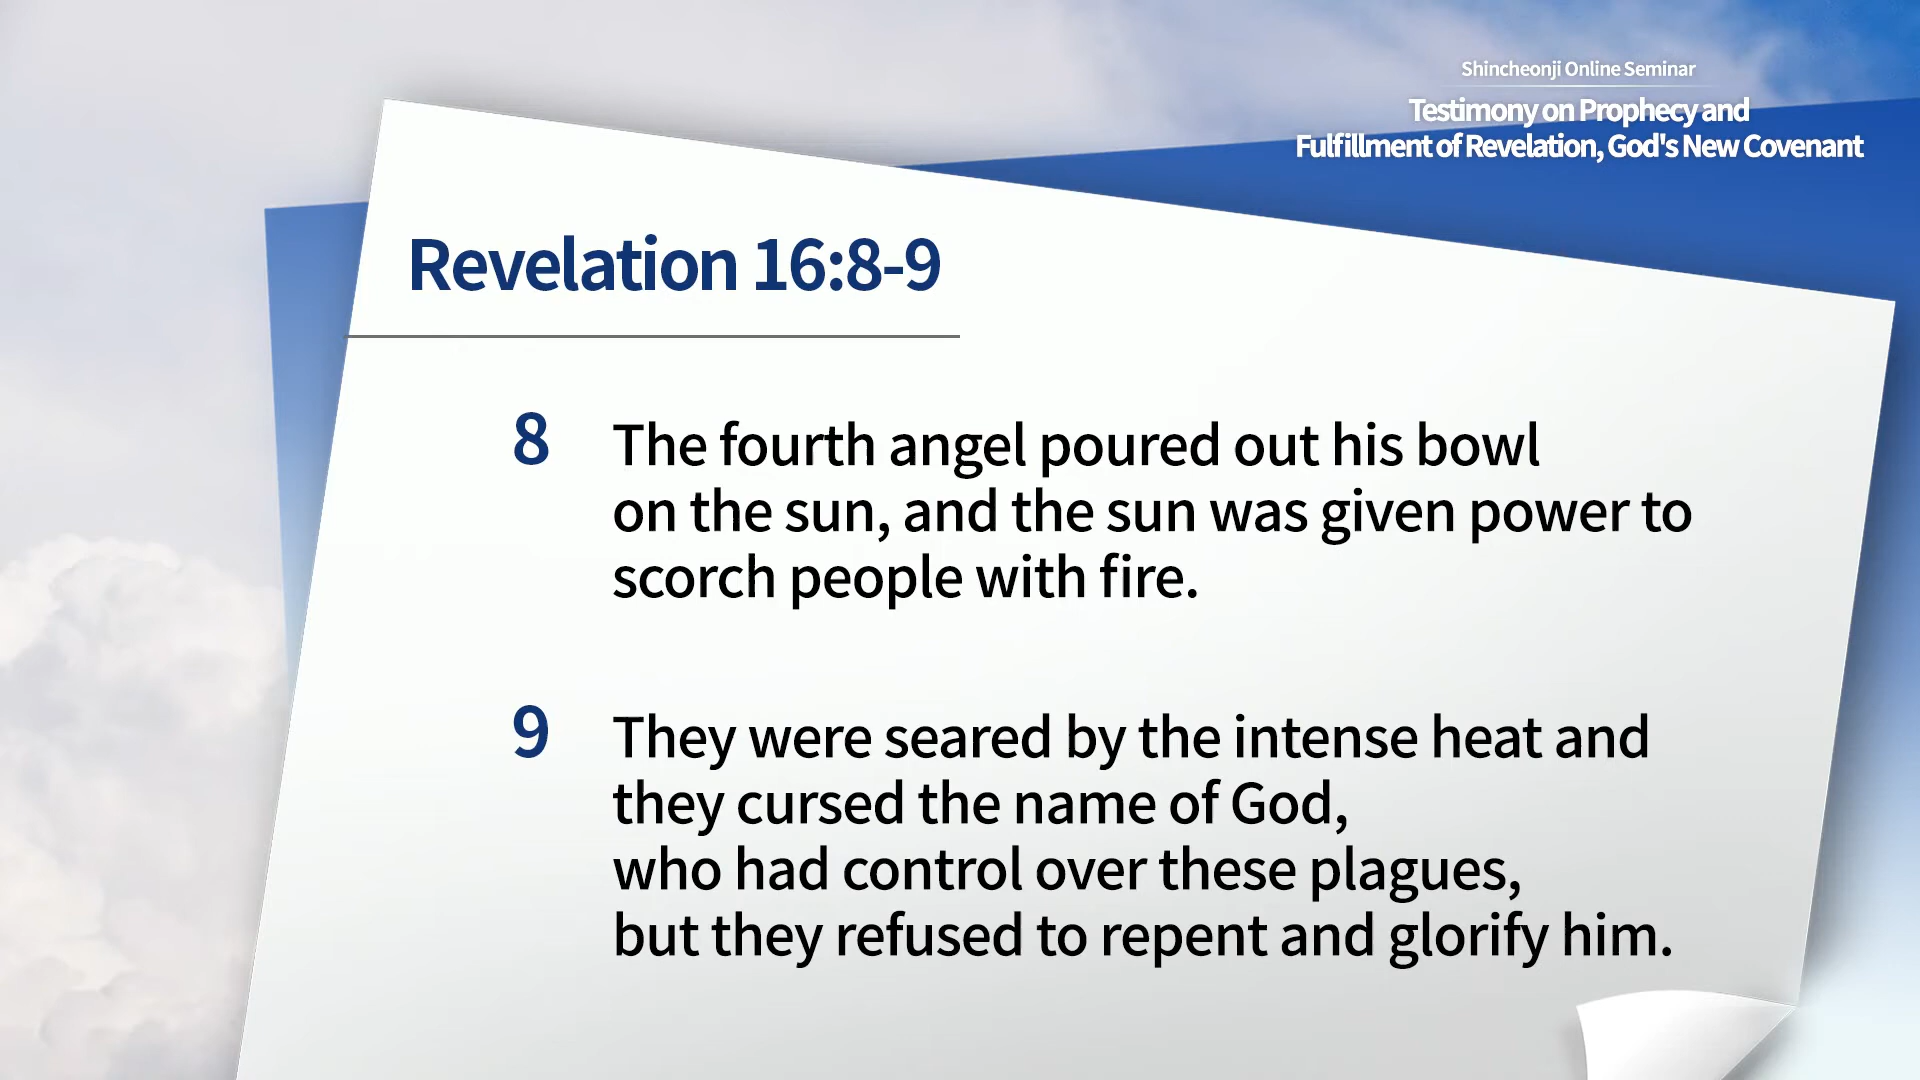 Shincheonji Online Seminar
Testimony on Prophecy and
Fulfillment of Revelation, God's New Covenant
Revelation 16:8-9
8 The fourth angel poured out his bowl
on the sun, and the sun was given power to
scorch people with fire.
9 They were seared by the intense heat and
they cursed the name of God,
who had control over these plagues,
but they refused to repent and glorify him.